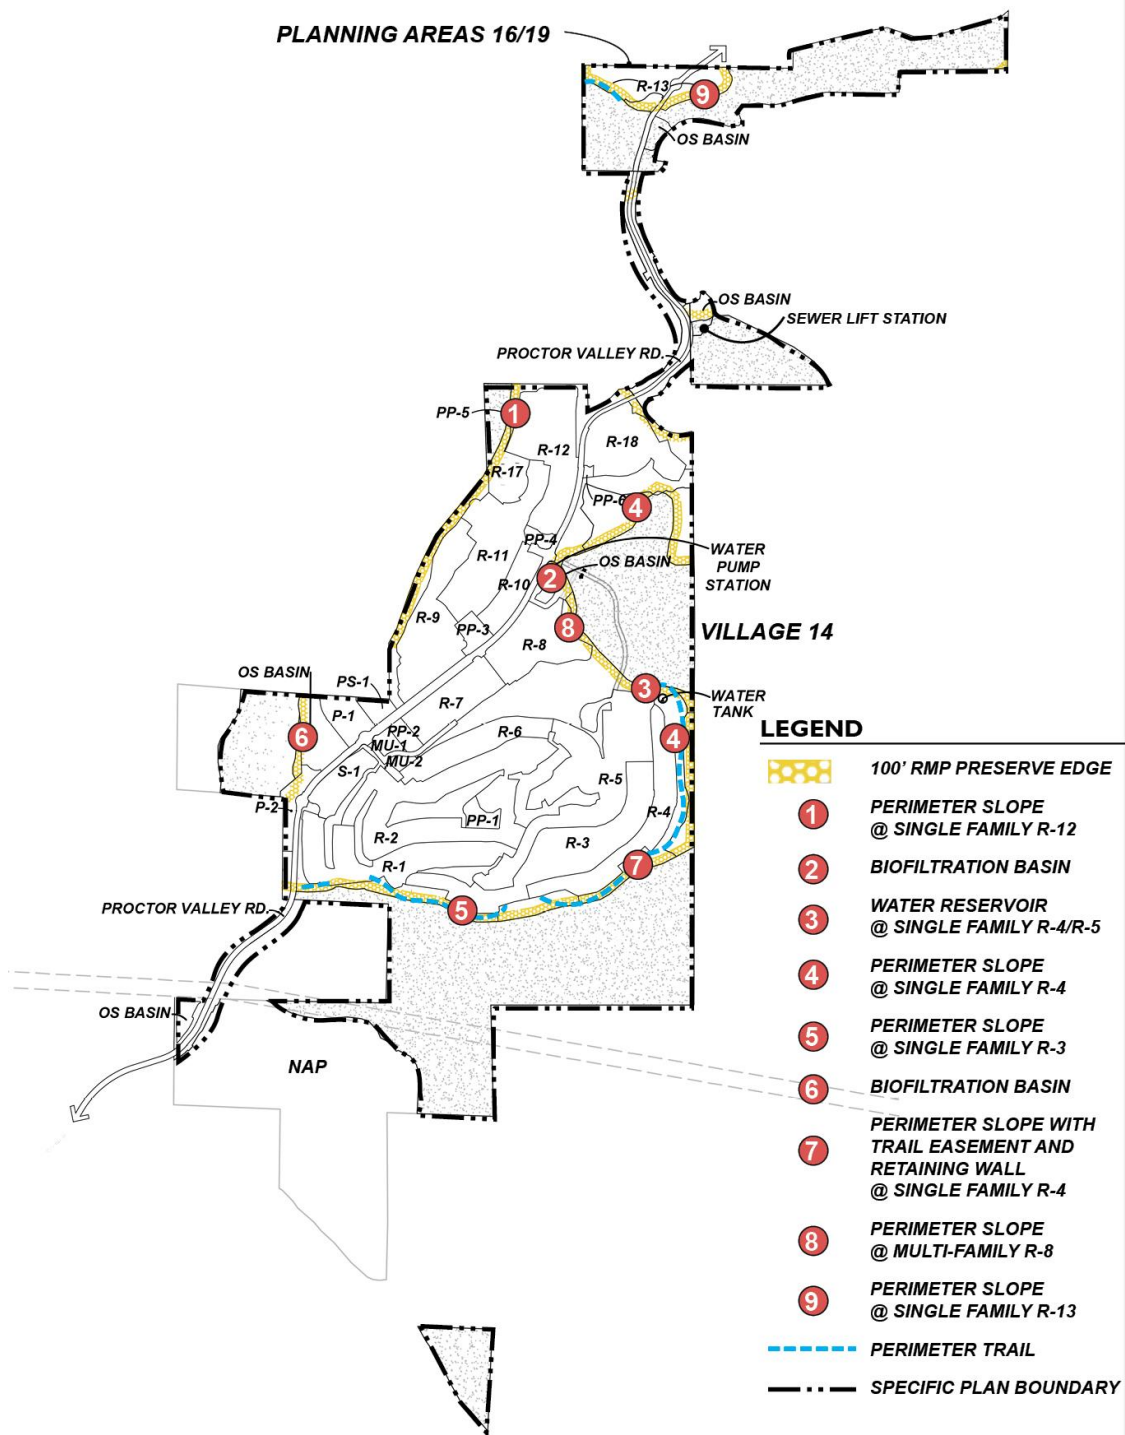 PLANNING AREAS 16/19
R-13
9
OS BASIN
OS BASIN
SEWER LIFT STATION
PROCTOR VALLEY RD.
PP-5
1
R-12
R-18
R-17
PP-6
4
PP-4
R-11
WATER
PUMP
STATION
OS BASIN
2
R-10
R-9
PP-3
8
R-8
VILLAGE 14
OS BASIN
PS-1
3
WATER
TANK
P-1
R-7
6
PP-2
R-6
4
MU-1
MU-2
S-1
R-5
P-2
R-4
PP-1
R-2
R-3
R-1
7
PROCTOR VALLEY RD.
5
OS BASIN
NAP
LEGEND
100' RMP PRESERVE EDGE
1 PERIMETER SLOPE
@ SINGLE FAMILY R-12
2 BIOFILTRATION BASIN
3 WATER RESERVOIR
@ SINGLE FAMILY R-4/R-5
4 PERIMETER SLOPE
@ SINGLE FAMILY R-4
5 PERIMETER SLOPE
@ SINGLE FAMILY R-3
6 BIOFILTRATION BASIN
7 PERIMETER SLOPE WITH
TRAIL EASEMENT AND
RETAINING WALL
@ SINGLE FAMILY R-4
8 PERIMETER SLOPE
@ MULTI-FAMILY R-8
9 PERIMETER SLOPE
@ SINGLE FAMILY R-13
PERIMETER TRAIL
SPECIFIC PLAN BOUNDARY